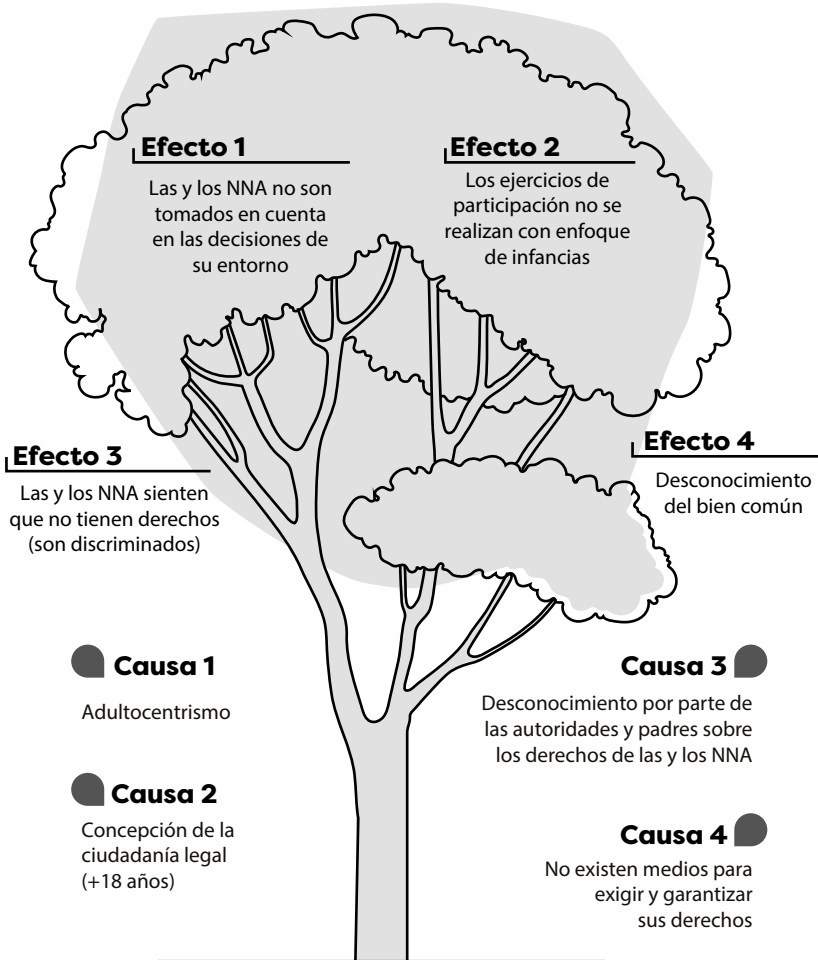 Efecto 1
Las y los NNA no son
tomados en cuenta
en las decisiones de
su entorno
Efecto 2
Los ejercicios de
participación no se
realizan con enfoque
de infancias
Efecto 3
Las y los NNA sienten
que no tienen derechos
(son discriminados)
Efecto 4
Desconocimiento
del bien común
Causa 1
Adultocentrismo
Causa 2
Concepción de la
ciudadanía legal
(+18 años)
Causa 3
Desconocimiento por parte de
las autoridades y padres sobre
los derechos de las y los NNA
Causa 4
No existen medios para
exigir y garantizar
sus derechos